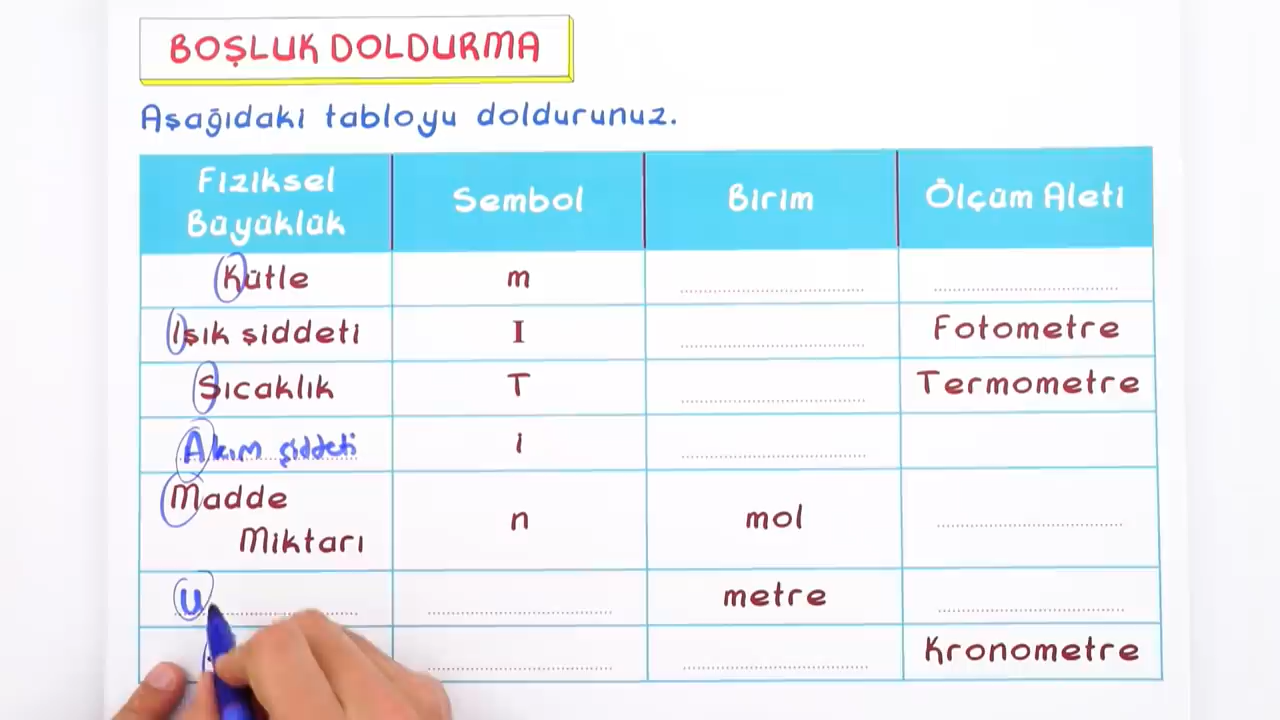 BOŞLUK DOLDURMA
Aşağıdaki tabloyu doldurunuz.
Fiziksel Büyüklük Sembol Birim Ölçüm Aleti
Kütle m
Işık şiddeti I Fotometre
Sıcaklık T Termometre
Akım şiddeti i
Madde
Miktarı n mol
U metre
Kronometre